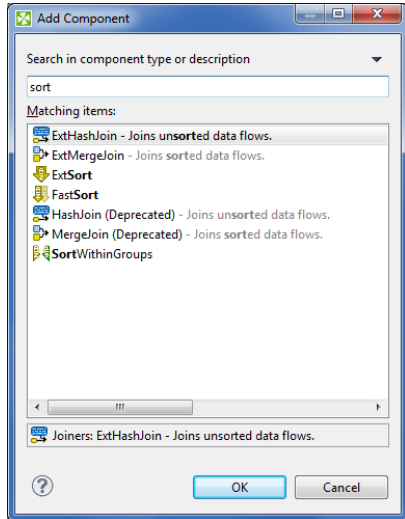 Add Component
Search in component type or description
sort
Matching items:
ExtHashJoin - Joins unsorted data flows.
ExtMergeJoin - Joins sorted data flows.
ExtSort
FastSort
HashJoin (Deprecated) - Joins unsorted data flows.
MergeJoin (Deprecated) - Joins sorted data flows.
SortWithinGroups
Joiners: ExtHashJoin - Joins unsorted data flows.
OK Cancel